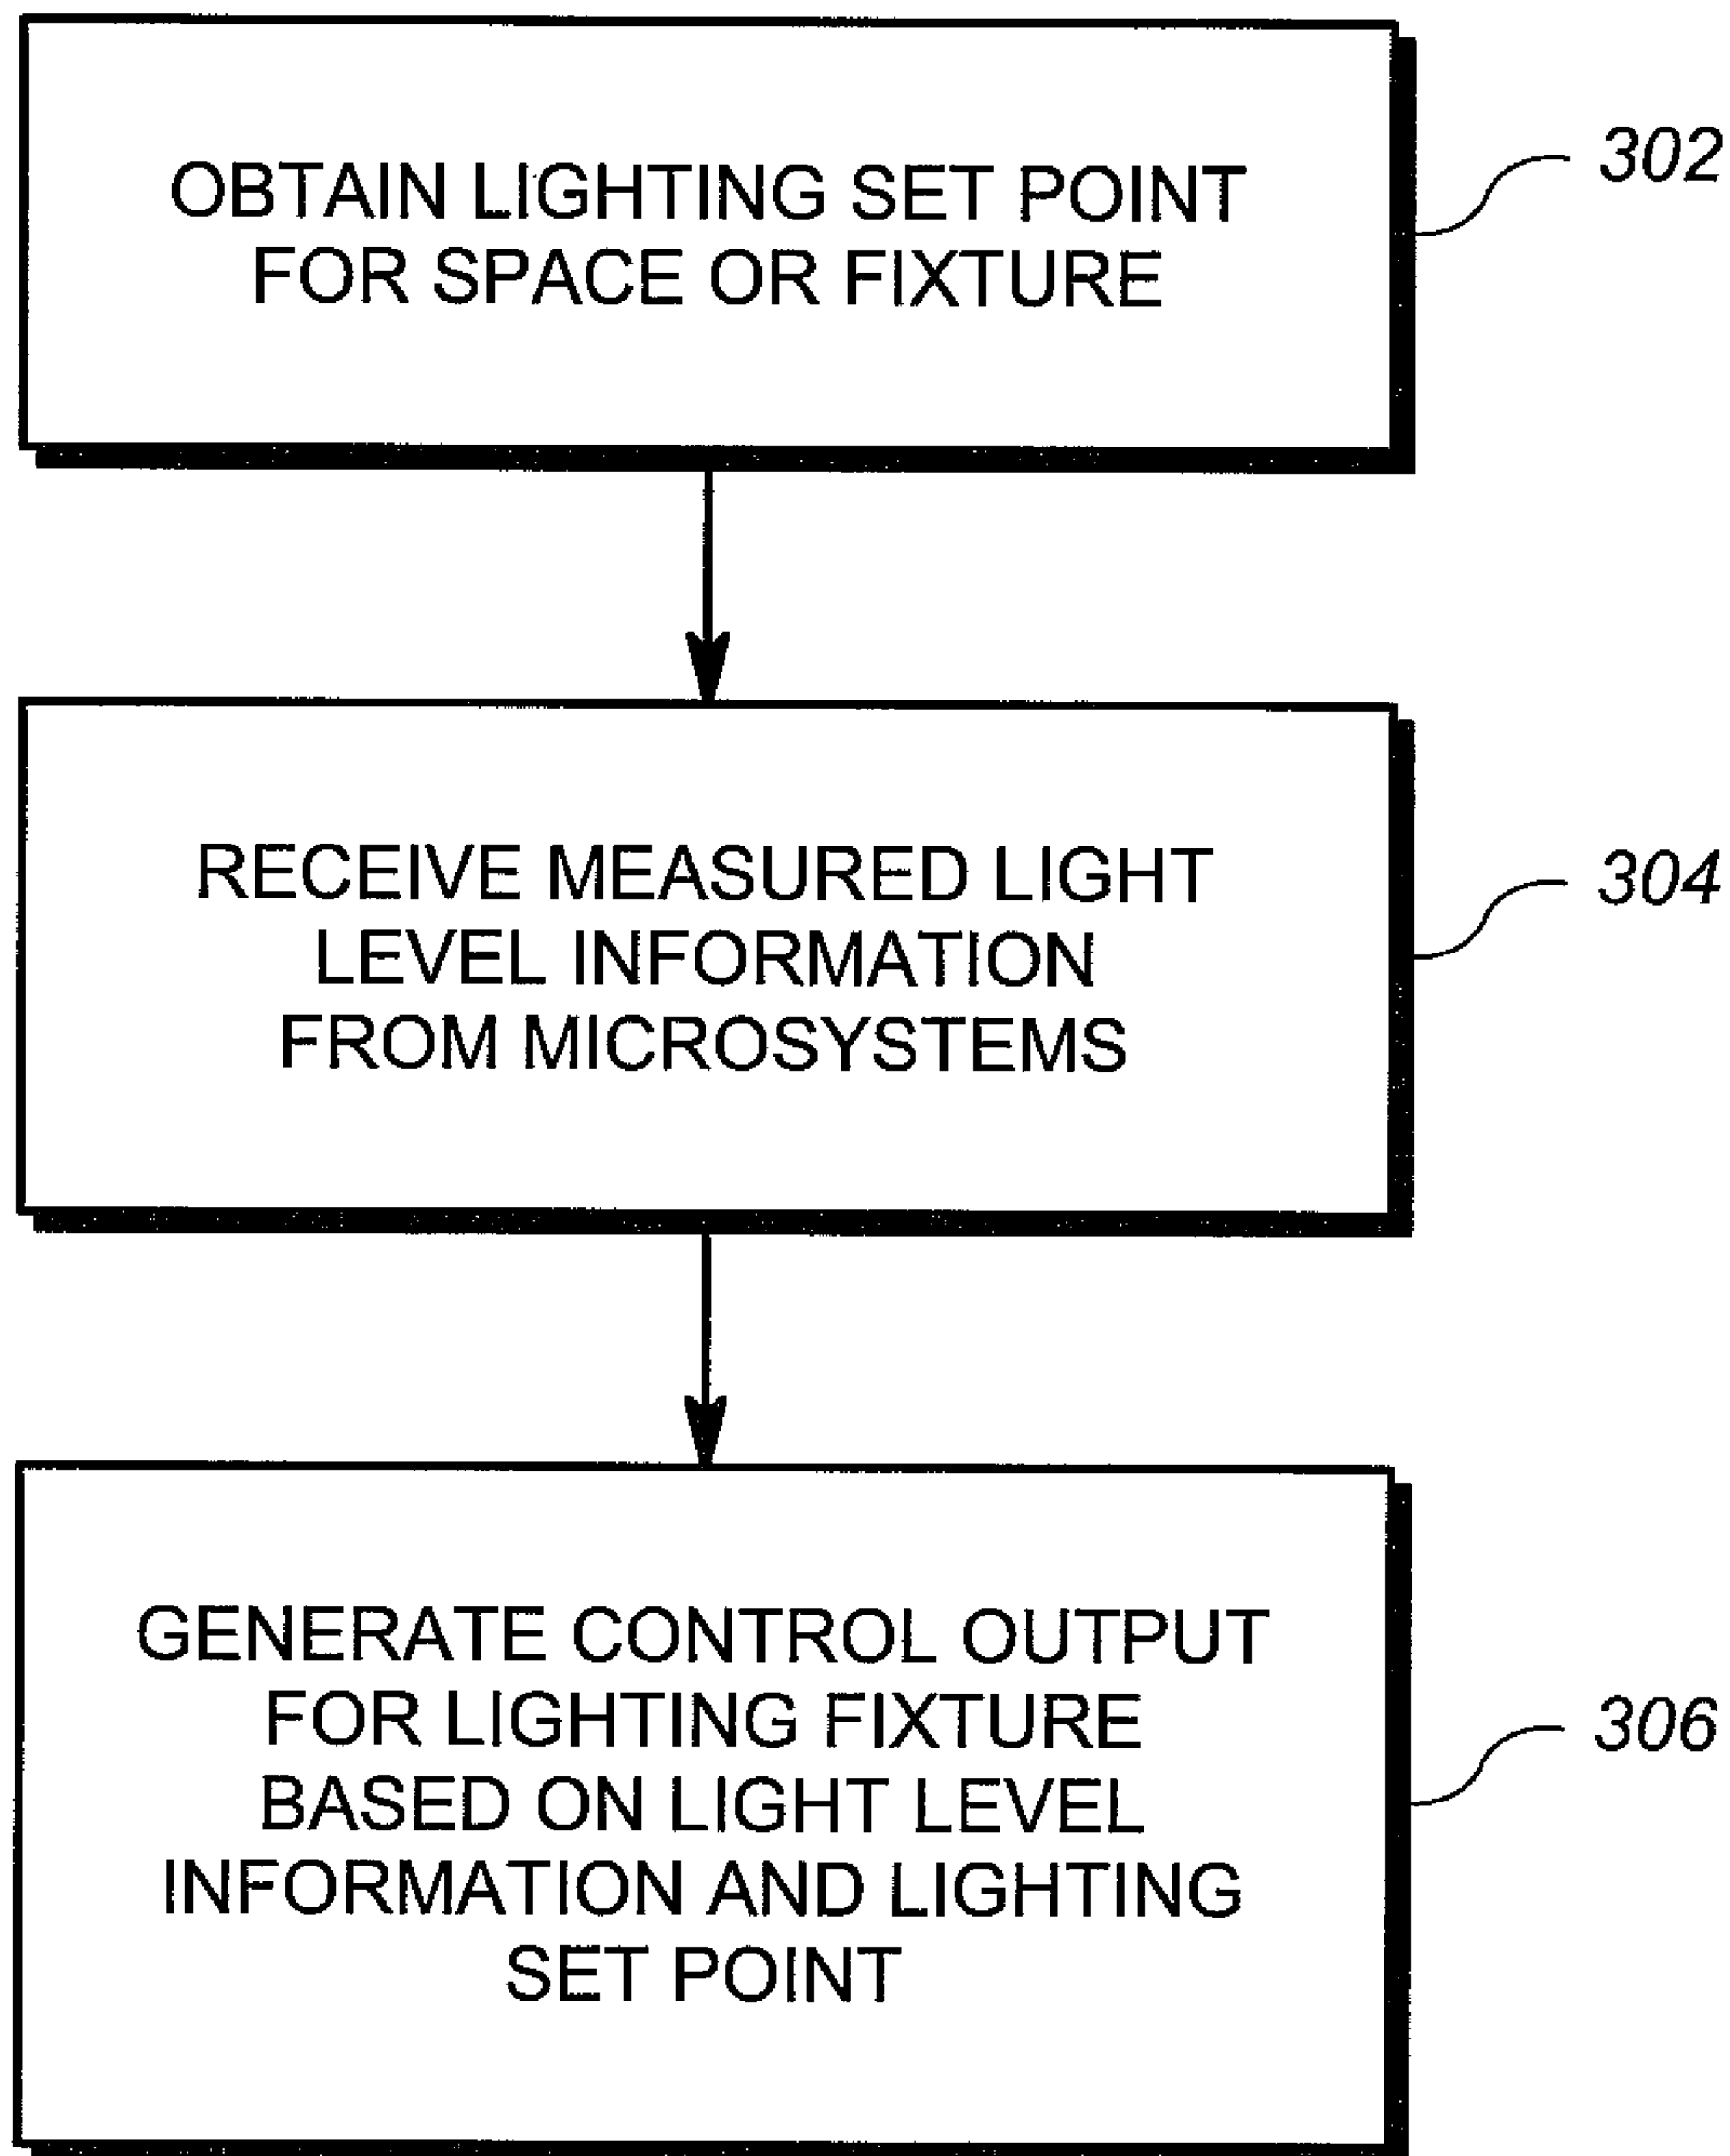 OBTAIN LIGHTING SET POINT
FOR SPACE OR FIXTURE
302
RECEIVE MEASURED LIGHT
LEVEL INFORMATION
FROM MICROSYSTEMS
304
GENERATE CONTROL OUTPUT
FOR LIGHTING FIXTURE
BASED ON LIGHT LEVEL
INFORMATION AND LIGHTING
SET POINT
306